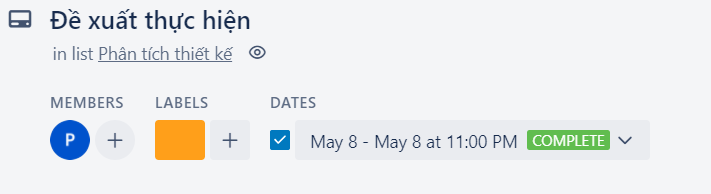 Đề xuất thực hiện
in list Phân tích thiết kế
MEMBERS LABELS DATES
P + + May 8 - May 8 at 11:00 PM COMPLETE